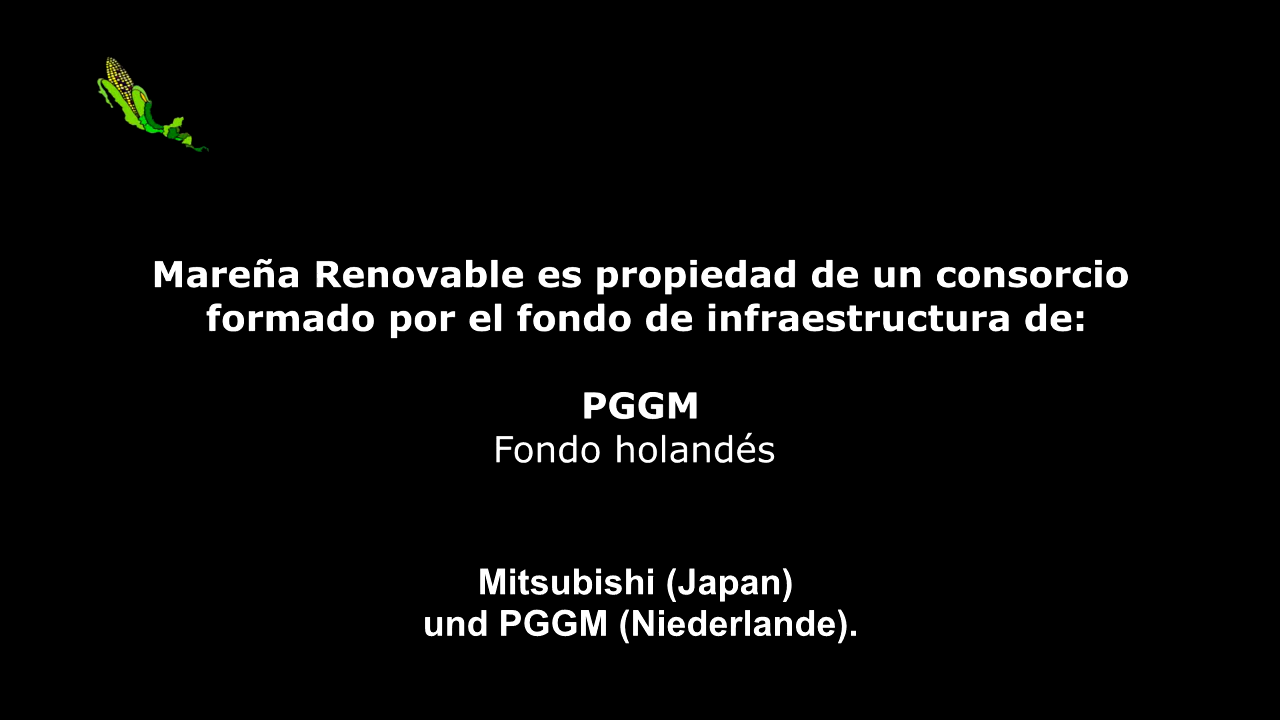 Mareña Renovable es propiedad de un consorcio
formado por el fondo de infraestructura de:
PGGM
Fondo holandés
Mitsubishi (Japan)
und PGGM (Niederlande).